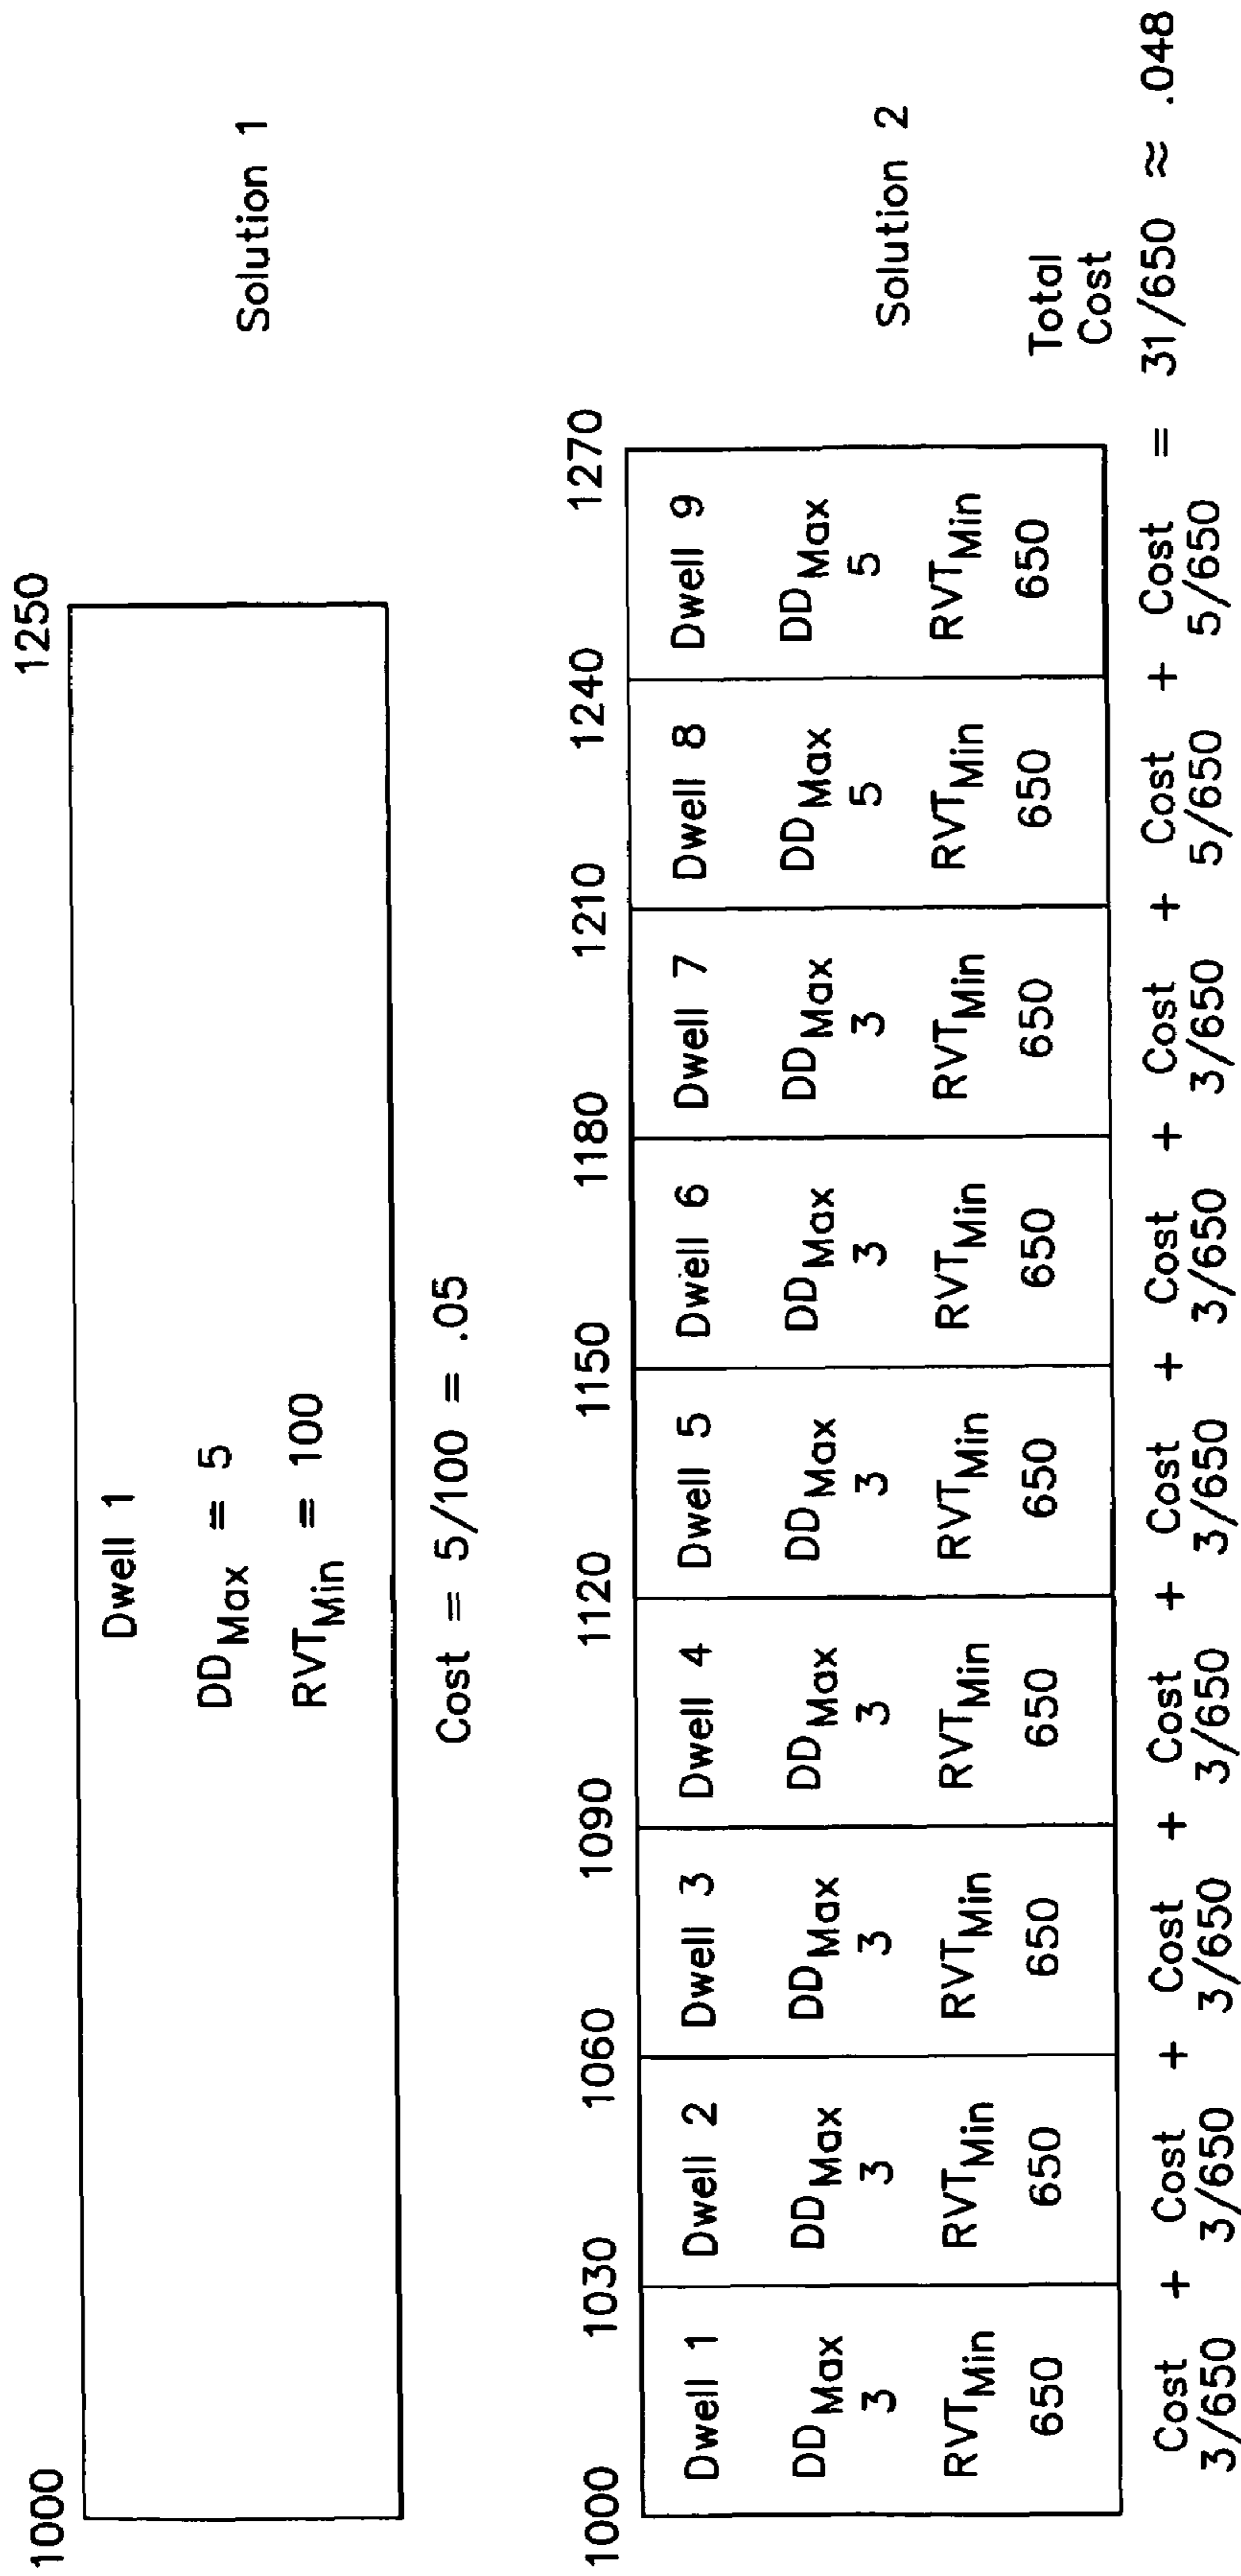 1000 1250
Dwell 1
DD Max = 5
RVT Min = 100
Solution 1
Cost = 5/100 = .05
1000 1030 1060 1090 1120 1150 1180 1210 1240 1270
Dwell 1 Dwell 2 Dwell 3 Dwell 4 Dwell 5 Dwell 6 Dwell 7 Dwell 8 Dwell 9
DD Max DD Max DD Max DD Max DD Max DD Max DD Max DD Max DD Max
3 3 3 3 3 3 3 5 5
Solution 2
RVT Min RVT Min RVT Min RVT Min RVT Min RVT Min RVT Min RVT Min RVT Min
650 650 650 650 650 650 650 650 650
Total
Cost
Cost + Cost + Cost + Cost + Cost + Cost + Cost + Cost + Cost = 31/650 ≈ .048
3/650 3/650 3/650 3/650 3/650 3/650 3/650 5/650 5/650